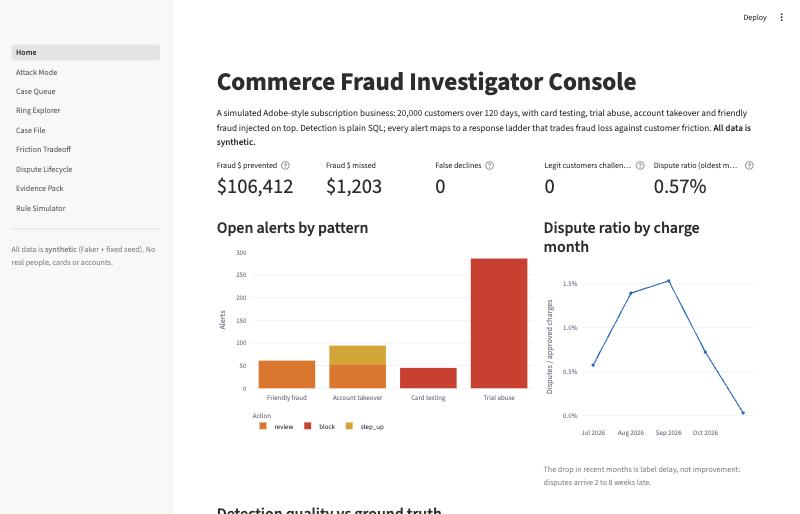 Deploy
Home
Attack Mode
Case Queue
Ring Explorer
Case File
Friction Tradeoff
Dispute Lifecycle
Evidence Pack
Rule Simulator
All data is synthetic (Faker + fixed seed). No
real people, cards or accounts.
Commerce Fraud Investigator Console
A simulated Adobe-style subscription business: 20,000 customers over 120 days, with card testing, trial abuse, account takeover and friendly
fraud injected on top. Detection is plain SQL; every alert maps to a response ladder that trades fraud loss against customer friction. All data is
synthetic.
Fraud $ prevented
Fraud $ missed
False declines
Legit customers challen...
Dispute ratio (oldest m...
$106,412
$1,203
0
0
0.57%
Open alerts by pattern
300
250
200
150
100
50
0
Alerts
Friendly fraud
Account takeover
Card testing
Trial abuse
Action
review
block
step_up
Dispute ratio by charge
month
1.5%
1.0%
0.5%
0.0%
Disputes / approved charges
Jul 2026
Aug 2026
Sep 2026
Oct 2026
The drop in recent months is label delay, not improvement:
disputes arrive 2 to 8 weeks late.
Detection quality vs ground truth